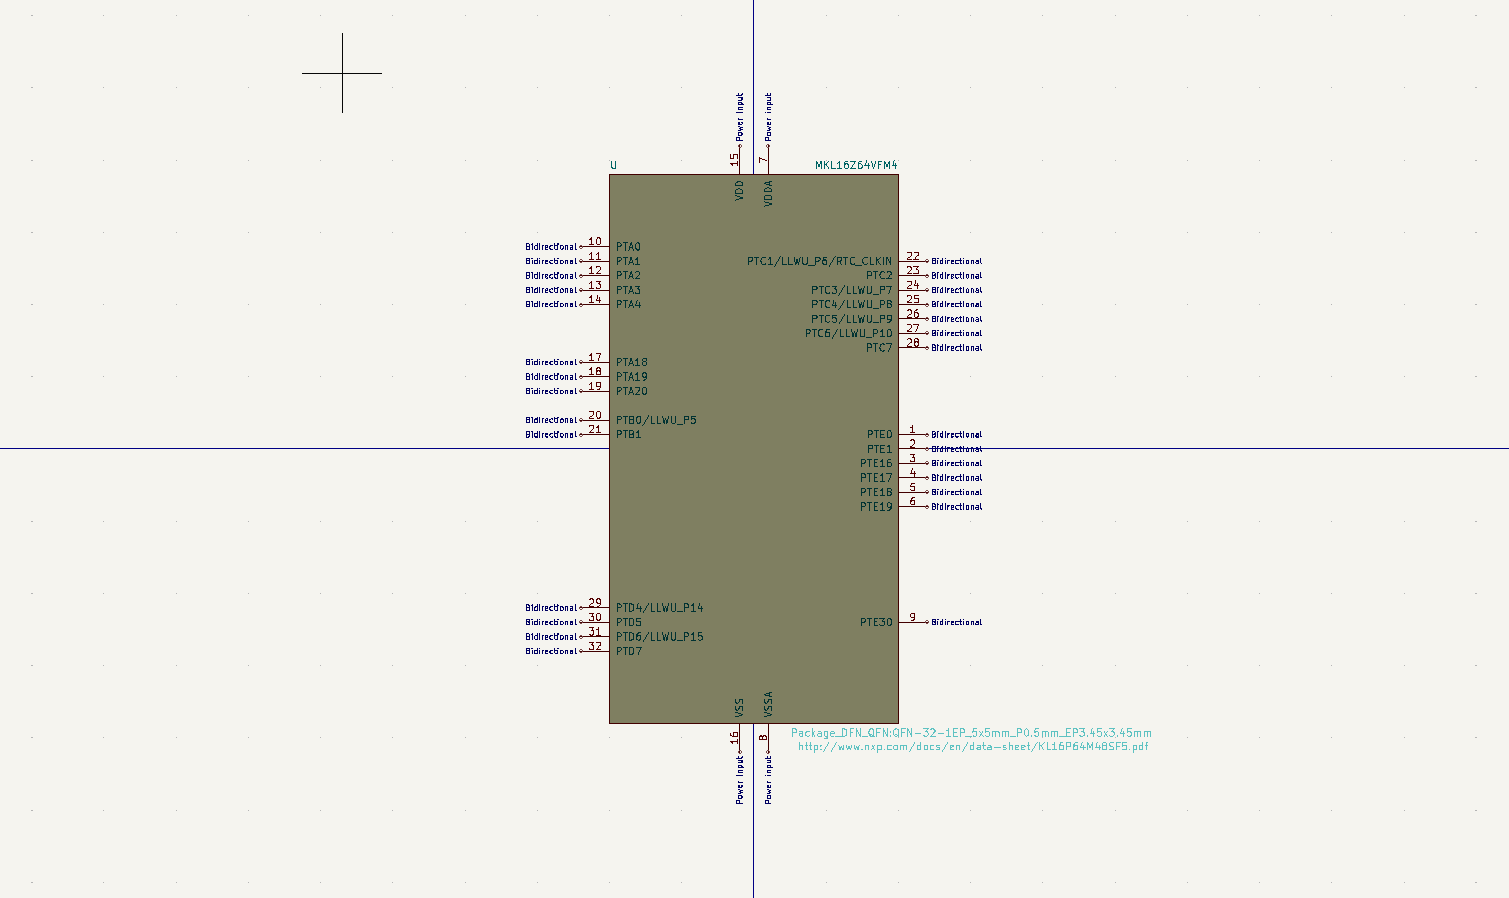 Power Input
Power Input
15
7
U
MKL16Z64VFM4
VDD
VDDA
Bidirectional 10 PTA0
Bidirectional 11 PTA1
Bidirectional 12 PTA2
Bidirectional 13 PTA3
Bidirectional 14 PTA4
PTC1/LLWU_P6/RTC_CLKIN 22 Bidirectional
PTC2 23 Bidirectional
PTC3/LLWU_P7 24 Bidirectional
PTC4/LLWU_P8 25 Bidirectional
PTC5/LLWU_P9 26 Bidirectional
PTC6/LLWU_P10 27 Bidirectional
PTC7 28 Bidirectional
Bidirectional 17 PTA18
Bidirectional 18 PTA19
Bidirectional 19 PTA20
Bidirectional 20 PTB0/LLWU_P5
Bidirectional 21 PTB1
PTE0 1 Bidirectional
PTE1 2 Bidirectional
PTE16 3 Bidirectional
PTE17 4 Bidirectional
PTE18 5 Bidirectional
PTE19 6 Bidirectional
Bidirectional 29 PTD4/LLWU_P14
Bidirectional 30 PTD5
Bidirectional 31 PTD6/LLWU_P15
Bidirectional 32 PTD7
PTE30 9 Bidirectional
VSS
VSSA
16
8
Package_DFN_QFN:QFN-32-1EP_5x5mm_P0.5mm_EP3.45x3.45mm
http://www.nxp.com/docs/en/data-sheet/KL16P64M48SF5.pdf
Power Input
Power Input